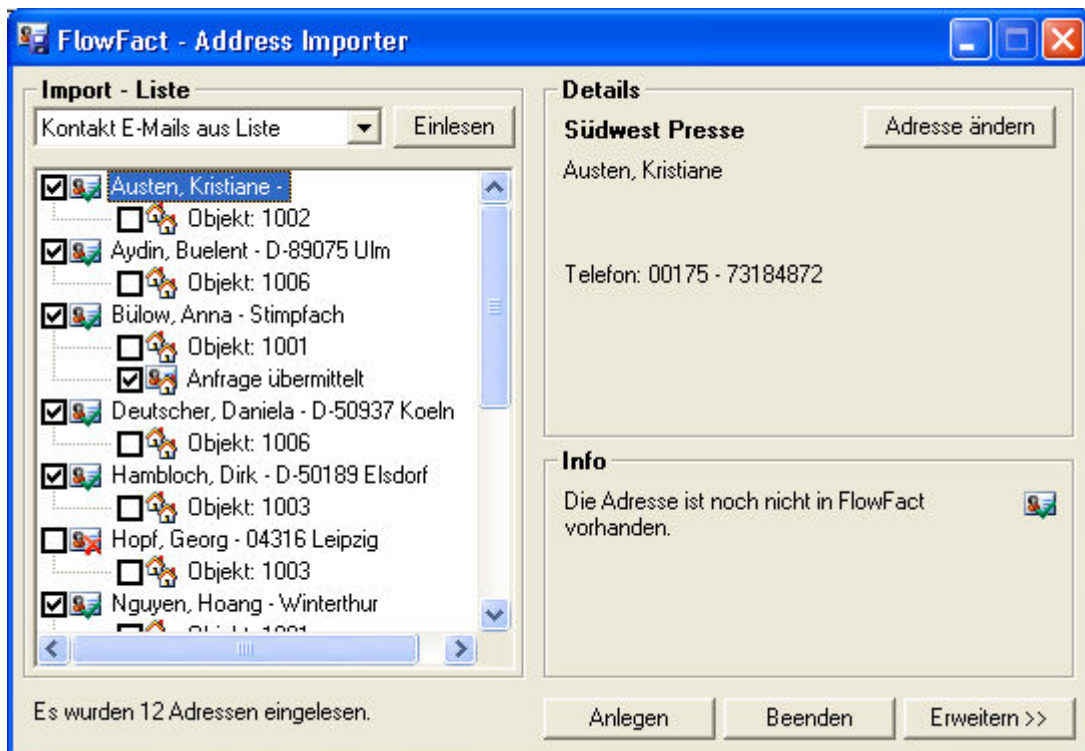 FlowFact - Address Importer
Import - Liste
Kontakt E-Mails aus Liste
Einlesen
Austen, Kristiane -
Objekt: 1002
Aydin, Buelent - D-89075 Ulm
Objekt: 1006
Bülow, Anna - Stimpfach
Objekt: 1001
Anfrage übermittelt
Deutscher, Daniela - D-50937 Koeln
Objekt: 1006
Hambloch, Dirk - D-50189 Elsdorf
Objekt: 1003
Hopf, Georg - 04316 Leipzig
Objekt: 1003
Nguyen, Hoang - Winterthur
Es wurden 12 Adressen eingelesen.
Details
Südwest Presse
Adresse ändern
Austen, Kristiane
Telefon: 00175 - 73184872
Info
Die Adresse ist noch nicht in FlowFact
vorhanden.
Anlegen
Beenden
Erweitern >>